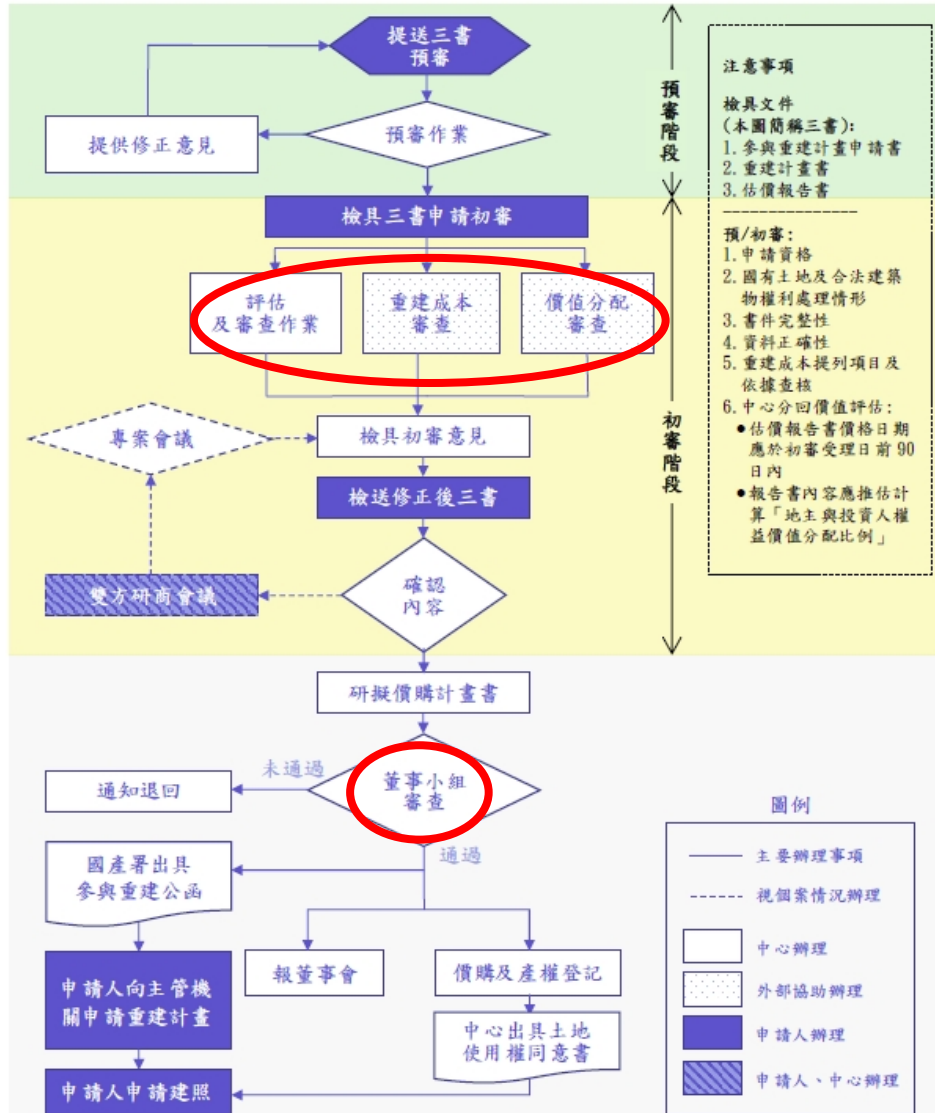 提送三書
預審
預審作業
提供修正意見
預審階段
檢具三書申請初審
評估
及審查作業
重建成本
審查
價值分配
審查
檢具初審意見
專案會議
檢送修正後三書
確認
內容
雙方研商會議
初審階段
研擬價購計畫書
董事小組
審查
未通過
通知退回
通過
國產署出具
參與重建公函
報董事會
價購及產權登記
申請人向主管機
關申請重建計畫
中心出具土地
使用權同意書
申請人申請建照
注意事項
檢具文件
(本圖簡稱三書):
1.參與重建計畫申請書
2.重建計畫書
3.估價報告書
---------------
預/初審:
1.申請資格
2.國有土地及合法建築
物權利處理情形
3.書件完整性
4.資料正確性
5.重建成本提列項目及
依據查核
6.中心分回價值評估:
●估價報告書價格日期
應於初審受理日前90
日內
●報告書內容應推估計
算「地主與投資人權
益價值分配比例」
圖例
主要辦理事項
視個案情況辦理
中心辦理
外部協助辦理
申請人辦理
申請人、中心辦理